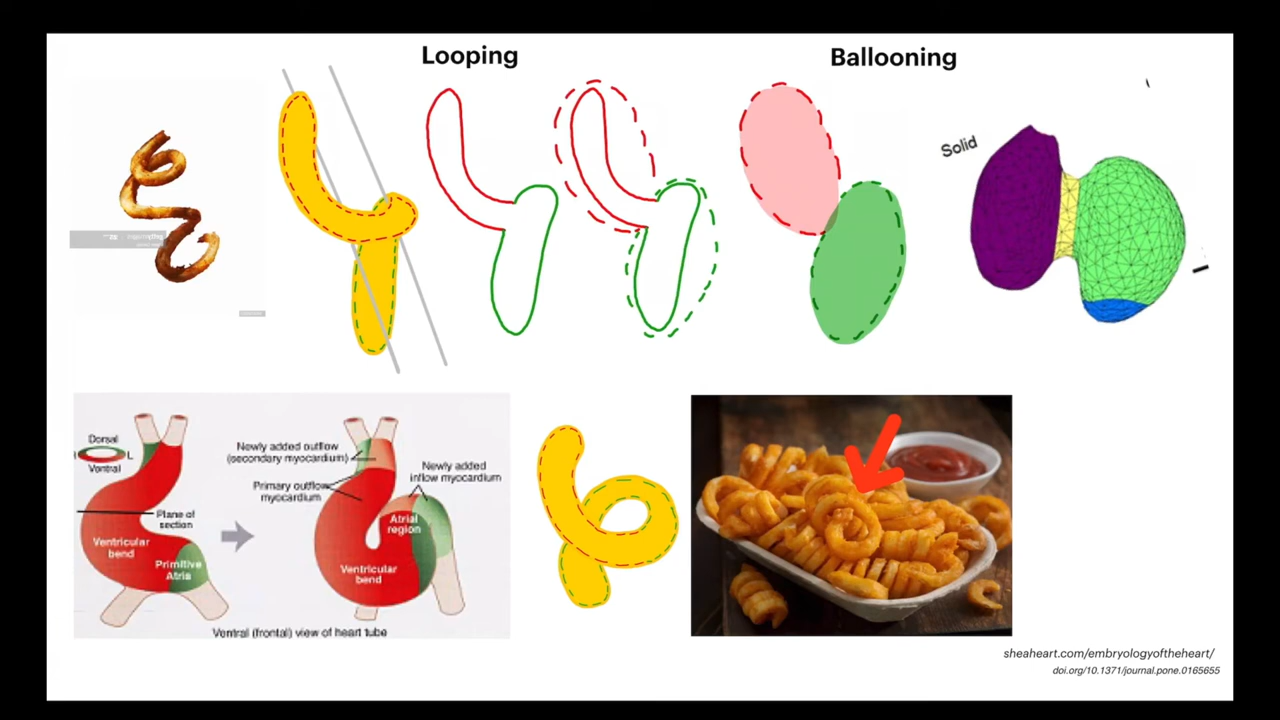 Looping
Ballooning
Solid
Dorsal
L
Ventral
Plane of
section
Ventricular
bend
Primitive
Atria
Newly added outflow
(secondary myocardium)
Primary outflow
myocardium
Newly added
inflow myocardium
Atrial
region
Ventricular
bend
Ventral (frontal) view of heart tube
sheaheart.com/embryologyoftheheart/
doi.org/10.1371/journal.pone.0165655